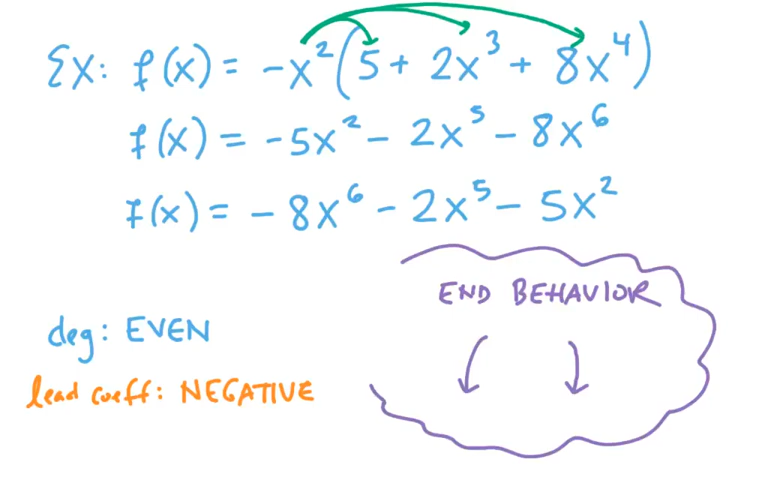 Ex: f(x) = -x²(5 + 2x³ + 8x⁴)
f(x) = -5x² - 2x⁵ - 8x⁶
f(x) = -8x⁶ - 2x⁵ - 5x²
END BEHAVIOR
deg: EVEN
lead coeff: NEGATIVE